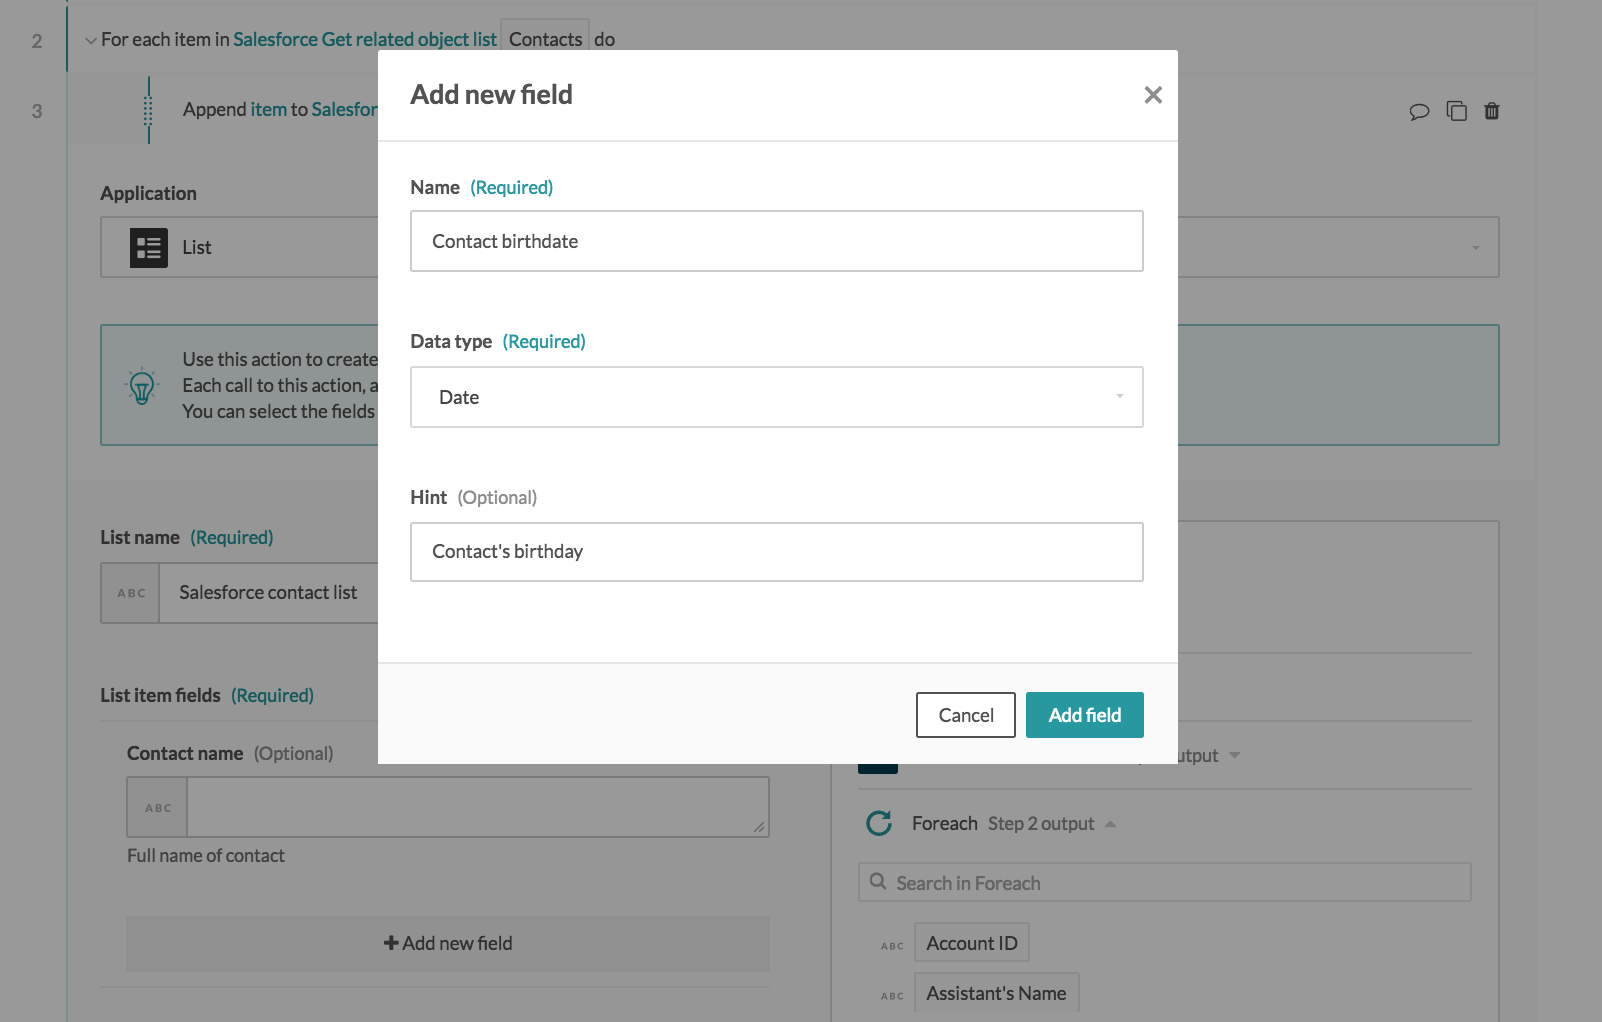 2
For each item in Salesforce Get related object list Contacts do
3
Append item to Salesfor
Add new field
Name (Required)
Contact birthdate
Data type (Required)
Date
Hint (Optional)
Contact's birthday
Cancel
Add field
Application
List
Use this action to create
Each call to this action, a
You can select the fields
List name (Required)
ABC
Salesforce contact list
List item fields (Required)
Contact name (Optional)
ABC
Full name of contact
Add new field
utput
Foreach Step 2 output
Search in Foreach
ABC Account ID
ABC Assistant's Name